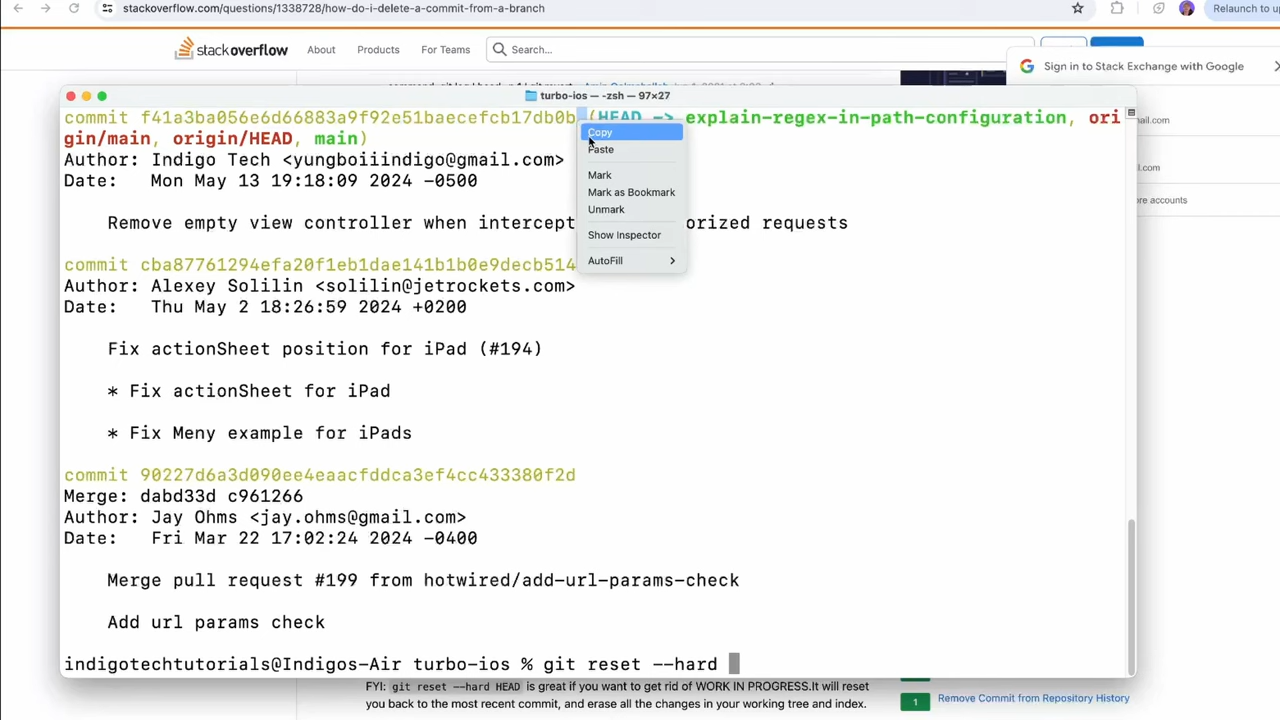 stackoverflow.com/questions/1338728/how-do-i-delete-a-commit-from-a-branch
Relaunch to up
stackoverflow
About
Products
For Teams
Search...
Sign in to Stack Exchange with Google
turbo-ios — -zsh — 97×27
commit f41a3ba056e6d66883a9f92e51baecefcb17db0b (HEAD -> explain-regex-in-path-configuration, ori
gin/main, origin/HEAD, main)
Author: Indigo Tech <yungboiiindigo@gmail.com>
Date:   Mon May 13 19:18:09 2024 -0500
Remove empty view controller when intercept orized requests
commit cba87761294efa20f1eb1dae141b1b0e9decb514
Author: Alexey Solilin <solilin@jetrockets.com>
Date:   Thu May 2 18:26:59 2024 +0200
Fix actionSheet position for iPad (#194)
* Fix actionSheet for iPad
* Fix Meny example for iPads
commit 90227d6a3d090ee4eaacfddca3ef4cc433380f2d
Merge: dabd33d c961266
Author: Jay Ohms <jay.ohms@gmail.com>
Date:   Fri Mar 22 17:02:24 2024 -0400
Merge pull request #199 from hotwired/add-url-params-check
Add url params check
indigotechtutorials@Indigos-Air turbo-ios % git reset --hard
Copy
Paste
Mark
Mark as Bookmark
Unmark
Show Inspector
AutoFill
ail.com
l.com
ore accounts
FYI: git reset --hard HEAD is great if you want to get rid of WORK IN PROGRESS.It will reset
you back to the most recent commit, and erase all the changes in your working tree and index.
1
Remove Commit from Repository History